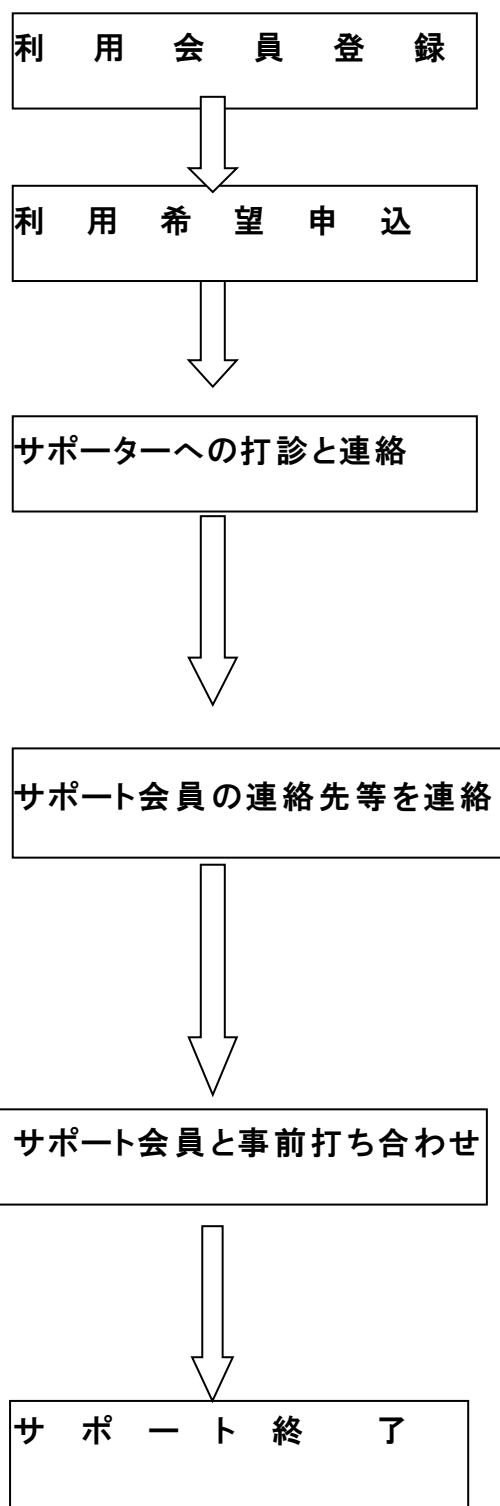 利用会員登録
利用希望申込
サポーターへの打診と連絡
サポート会員の連絡先等を連絡
サポート会員と事前打ち合わせ
サポート終了